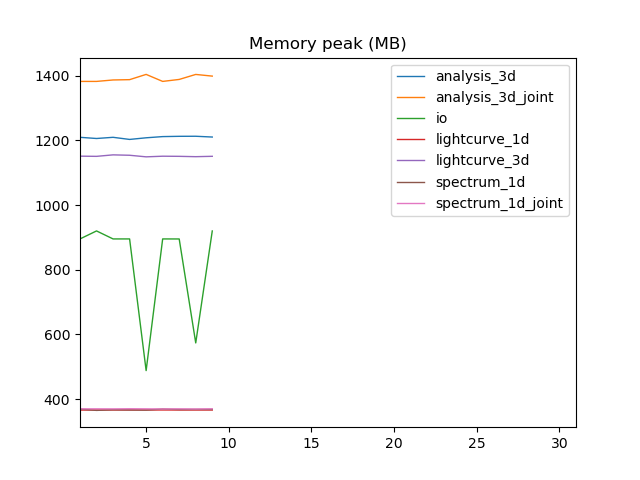 Memory peak (MB)
1400
1200
1000
800
600
400
5
10
15
20
25
30
analysis_3d
analysis_3d_joint
io
lightcurve_1d
lightcurve_3d
spectrum_1d
spectrum_1d_joint